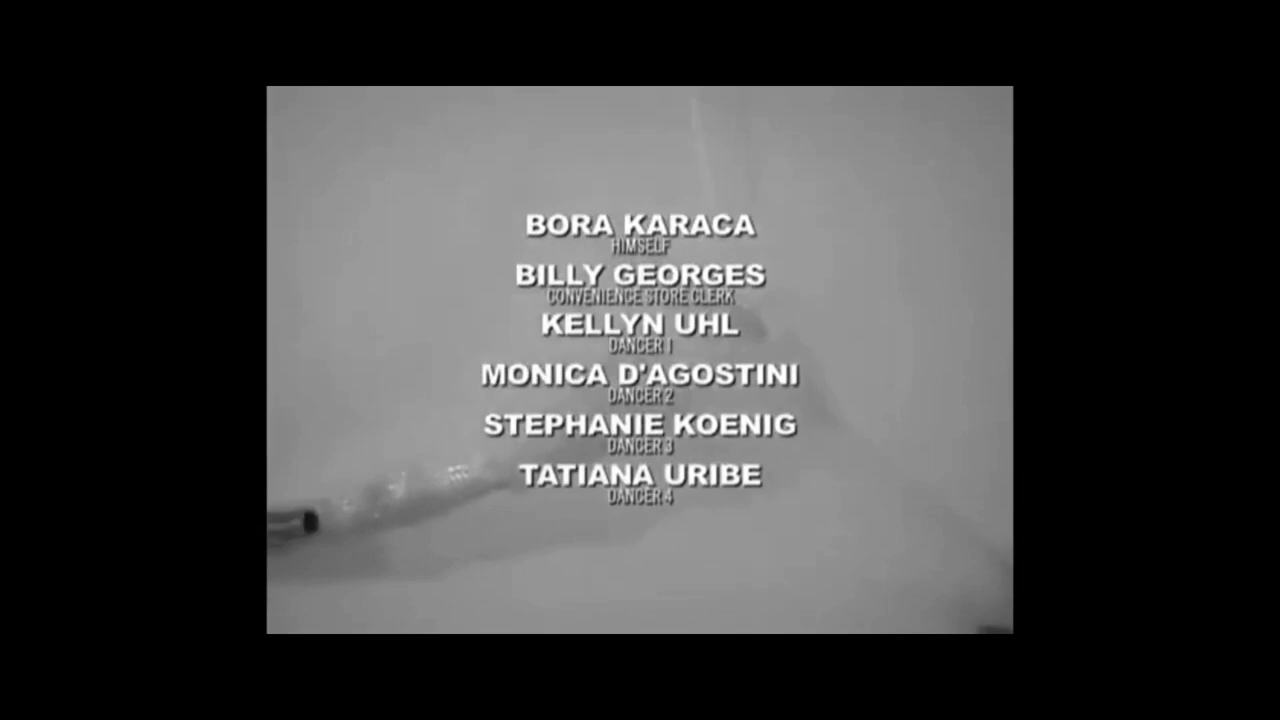 BORA KARACA
HIMSELF
BILLY GEORGES
CONVENIENCE STORE CLERK
KELLYN UHL
DANCER 1
MONICA D'AGOSTINI
DANCER 2
STEPHANIE KOENIG
DANCER 3
TATIANA URIBE
DANCER 4